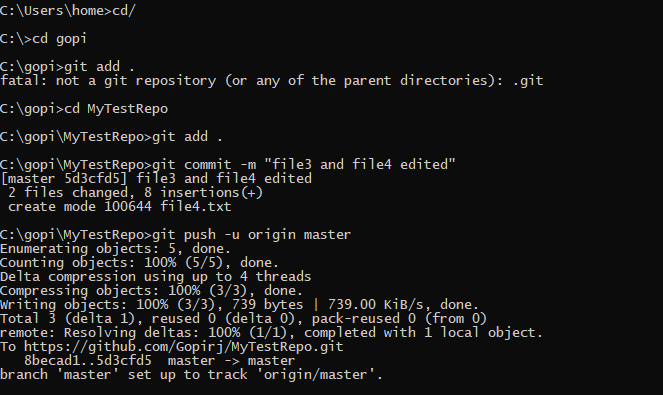 C:\Users\home>cd/
C:\>cd gopi
C:\gopi>git add .
fatal: not a git repository (or any of the parent directories): .git
C:\gopi>cd MyTestRepo
C:\gopi\MyTestRepo>git add .
C:\gopi\MyTestRepo>git commit -m "file3 and file4 edited"
[master 5d3cfd5] file3 and file4 edited
 2 files changed, 8 insertions(+)
 create mode 100644 file4.txt
C:\gopi\MyTestRepo>git push -u origin master
Enumerating objects: 5, done.
Counting objects: 100% (5/5), done.
Delta compression using up to 4 threads
Compressing objects: 100% (3/3), done.
Writing objects: 100% (3/3), 739 bytes | 739.00 KiB/s, done.
Total 3 (delta 1), reused 0 (delta 0), pack-reused 0 (from 0)
remote: Resolving deltas: 100% (1/1), completed with 1 local object.
To https://github.com/Gopirj/MyTestRepo.git
   8becad1..5d3cfd5  master -> master
branch 'master' set up to track 'origin/master'.